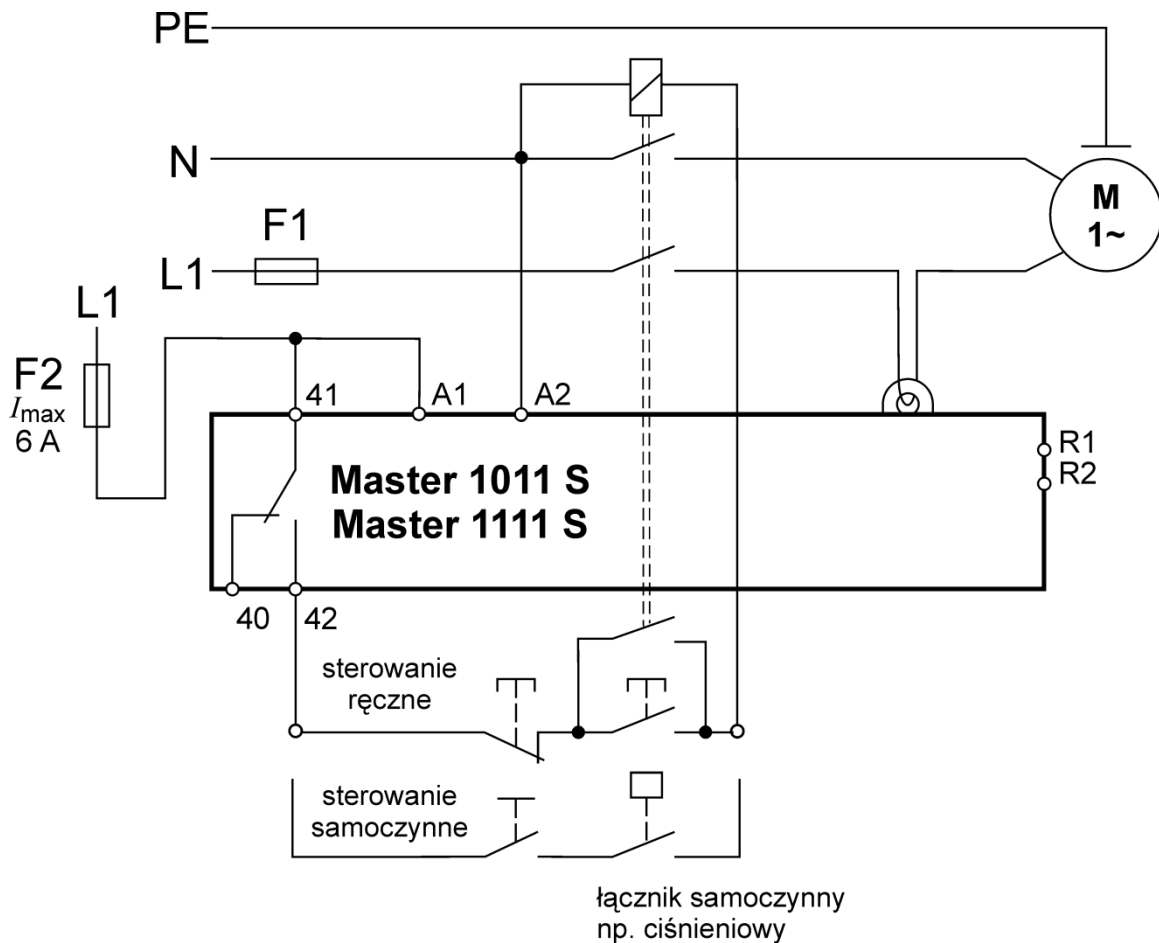 PE
N
F1
L1
L1
F2
Imax
6 A
M
1~
41
A1
A2
R1
R2
Master 1011 S
Master 1111 S
40
42
sterowanie
ręczne
sterowanie
samoczynne
łącznik samoczynny
np. ciśnieniowy